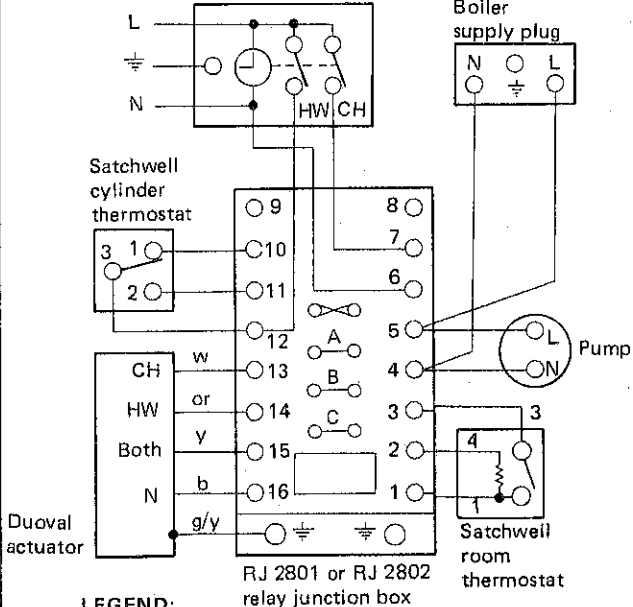 L
N
HW CH
Boiler
supply plug
N L
Satchwell
cylinder
thermostat
3 1
2
9 8
10 7
11 6
12 5
A
13 4
B
14 3
C
15 2
16 1
CH w
HW or
Both y
N b
g/y
Duoval
actuator
L
N
Pump
3
4
1
Satchwell
room
thermostat
RJ 2801 or RJ 2802
relay junction box
LEGEND: